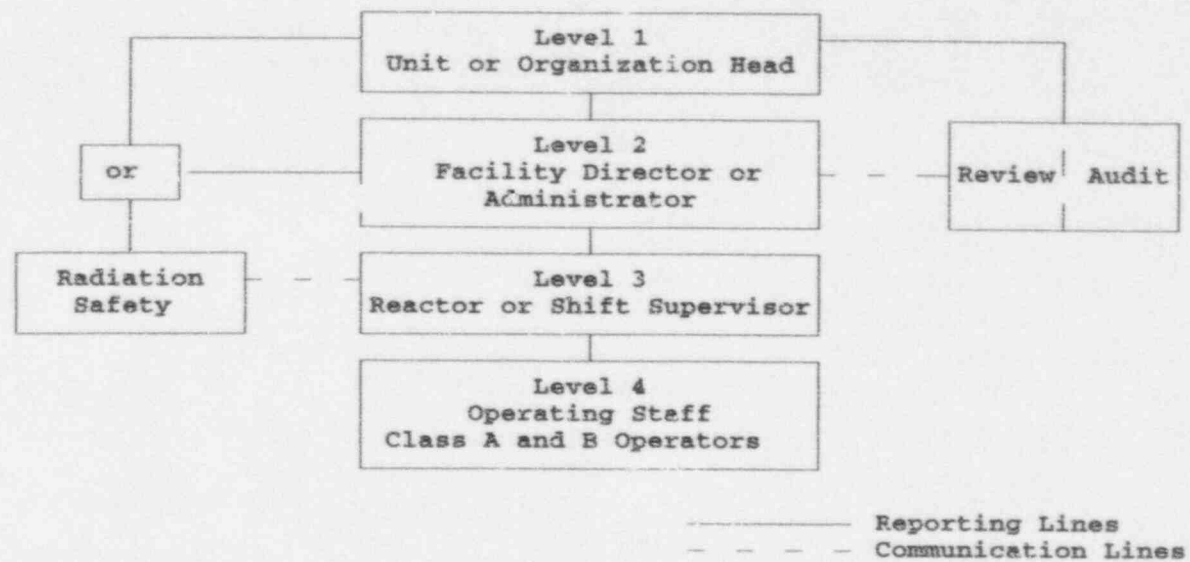 Level 1
Unit or Organization Head
or
Level 2
Facility Director or
Administrator
Review Audit
Radiation
Safety
Level 3
Reactor or Shift Supervisor
Level 4
Operating Staff
Class A and B Operators
Reporting Lines
Communication Lines